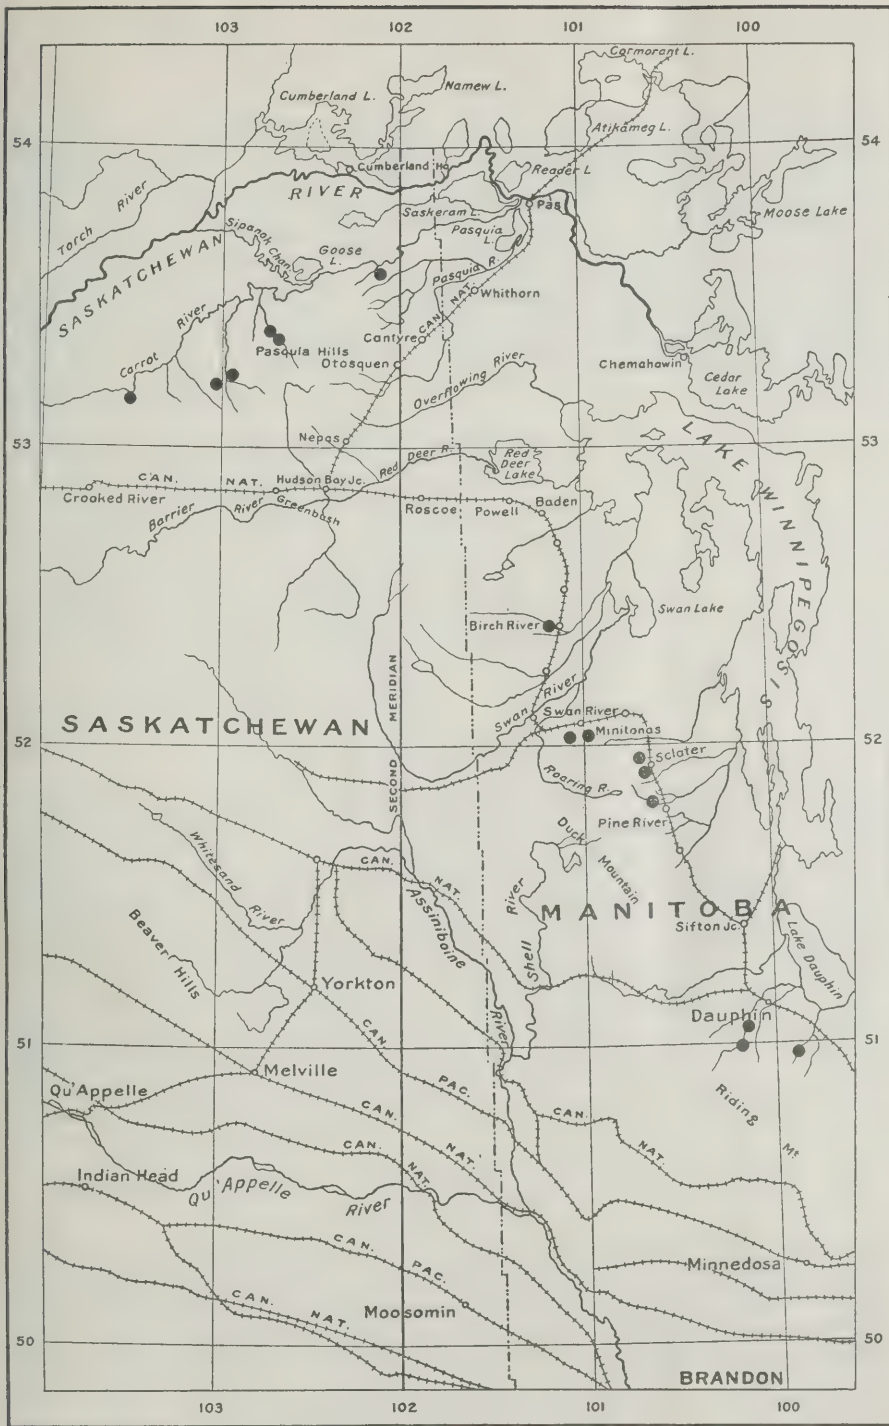 103 102 101 100
Cormorant L.
Namew L.
Cumberland L.
Atikameg L.
54 54
Cumberland Ho.
Reader L.
RIVER
Torch River
Saskeram L.
Pas
Moose Lake
Sipanok Chan.
Pasquia L.
Goose L.
SASKATCHEWAN
Pasquia R.
CAN. NAT.
Whithorn
Carrot River
Cantyre
Pasquia Hills
Otosquen
Chemahawin
Cedar Lake
Overflowing River
53 53
Nepas
LAKE WINNIPEGOSIS
Red Deer R.
Red Deer Lake
CAN. NAT.
Hudson Bay Jc.
Crooked River
Baden
Barrier River
Greenbush
Roscoe
Powell
Swan Lake
Birch River
SECOND MERIDIAN
Swan River
Swan River
SASKATCHEWAN
Minitonas
52 52
Sclater
Roaring R.
Duck Mountain
Pine River
Whitesand River
CAN. NAT.
Assiniboine River
Shell River
MANITOBA
Sifton Jc.
Lake Dauphin
Beaver Hills
Yorkton
Dauphin
51 51
CAN. PAC.
Melville
Qu'Appelle
CAN. NAT.
Riding Mt
CAN. NAT.
CAN. NAT.
Indian Head
Qu'Appelle River
CAN. PAC.
Minnedosa
CAN. NAT.
Moosomin
50 50
BRANDON
103 102 101 100